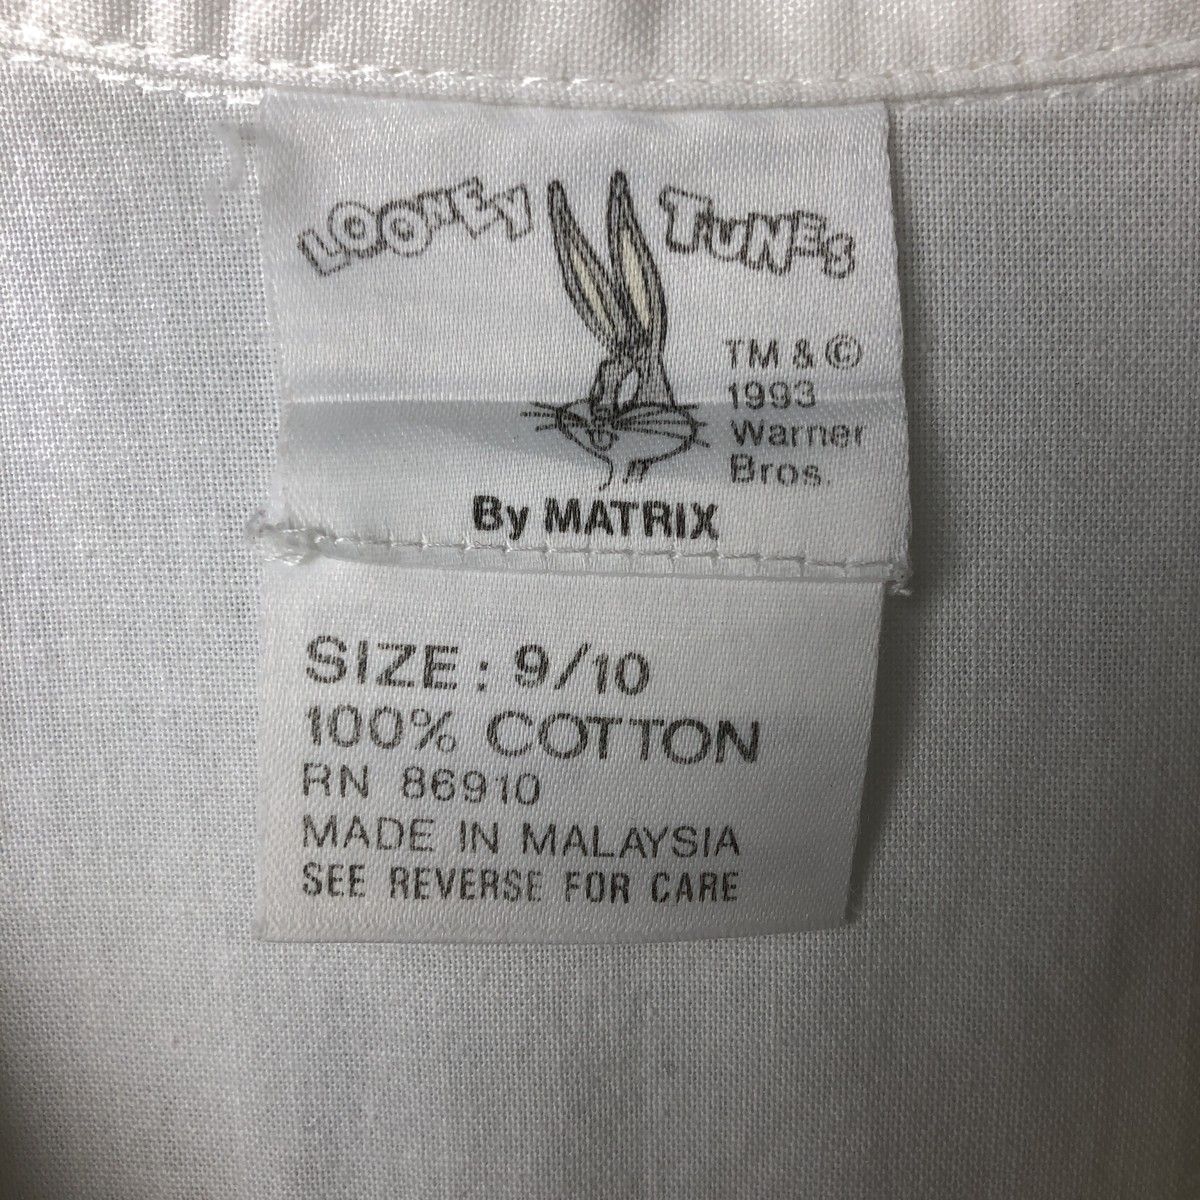 LOONEY TUNES
TM & ©
1993
Warner
Bros.
By MATRIX
SIZE: 9/10
100% COTTON
RN 86910
MADE IN MALAYSIA
SEE REVERSE FOR CARE